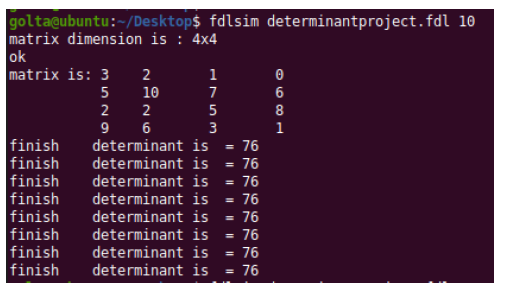 golta@ubuntu:~/Desktop$ fdlsim determinantproject.fdl 10
matrix dimension is : 4x4
ok
matrix is: 3 2 1 0
5 10 7 6
2 2 5 8
9 6 3 1
finish determinant is = 76
finish determinant is = 76
finish determinant is = 76
finish determinant is = 76
finish determinant is = 76
finish determinant is = 76
finish determinant is = 76
finish determinant is = 76